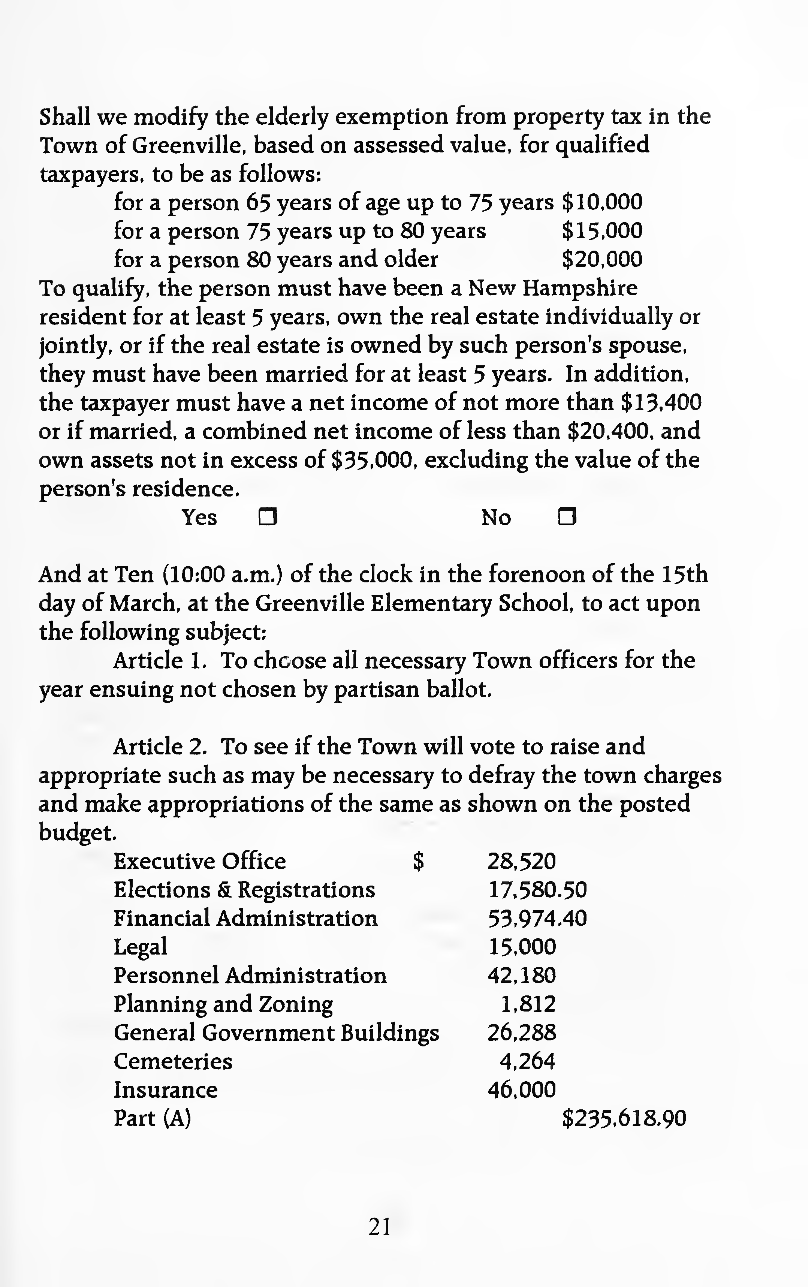 Shall we modify the elderly exemption from property tax in the
Town of Greenville, based on assessed value, for qualified
taxpayers, to be as follows:
for a person 65 years of age up to 75 years $10,000
for a person 75 years up to 80 years $15,000
for a person 80 years and older $20,000
To qualify, the person must have been a New Hampshire
resident for at least 5 years, own the real estate individually or
jointly, or if the real estate is owned by such person's spouse,
they must have been married for at least 5 years. In addition,
the taxpayer must have a net income of not more than $13,400
or if married, a combined net income of less than $20,400, and
own assets not in excess of $35,000, excluding the value of the
person's residence.
Yes ☐ No ☐
And at Ten (10:00 a.m.) of the clock in the forenoon of the 15th
day of March, at the Greenville Elementary School, to act upon
the following subject:
Article 1. To choose all necessary Town officers for the
year ensuing not chosen by partisan ballot.
Article 2. To see if the Town will vote to raise and
appropriate such as may be necessary to defray the town charges
and make appropriations of the same as shown on the posted
budget.
Executive Office $ 28,520
Elections & Registrations 17,580.50
Financial Administration 53,974.40
Legal 15,000
Personnel Administration 42,180
Planning and Zoning 1,812
General Government Buildings 26,288
Cemeteries 4,264
Insurance 46,000
Part (A) $235,618.90
21